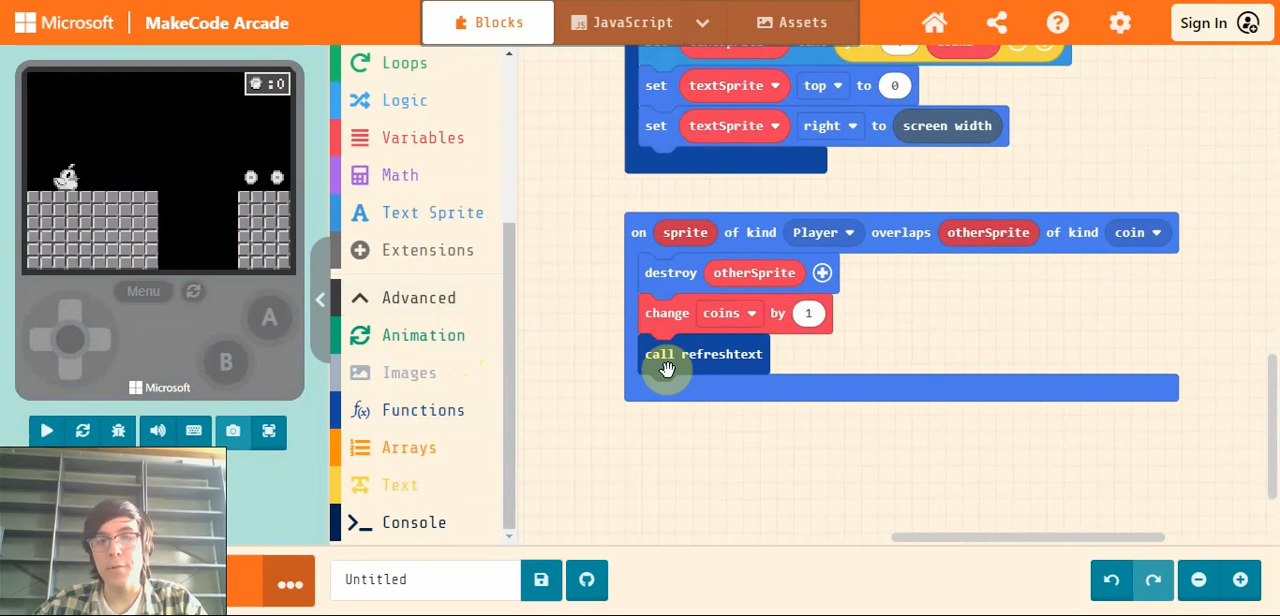 Microsoft
MakeCode Arcade
Blocks
JavaScript
Assets
Sign In
:0
Menu
A
B
Microsoft
Loops
Logic
Variables
Math
Text Sprite
Extensions
Advanced
Animation
Images
Functions
Arrays
Text
Console
set textSprite top to 0
set textSprite right to screen width
on sprite of kind Player overlaps otherSprite of kind coin
destroy otherSprite
change coins by 1
call refreshtext
Untitled